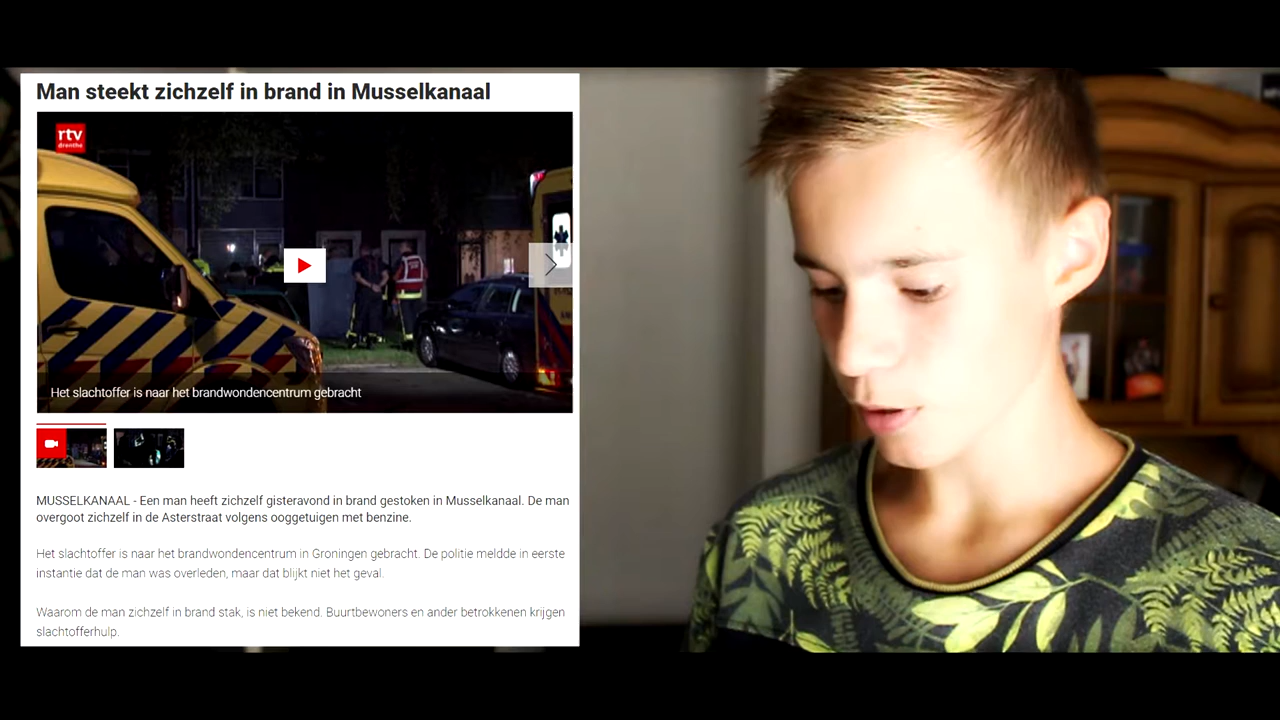 Man steekt zichzelf in brand in Musselkanaal
rtv
drenthe
Het slachtoffer is naar het brandwondencentrum gebracht
MUSSELKANAAL - Een man heeft zichzelf gisteravond in brand gestoken in Musselkanaal. De man
overgoot zichzelf in de Asterstraat volgens ooggetuigen met benzine.
Het slachtoffer is naar het brandwondencentrum in Groningen gebracht. De politie meldde in eerste
instantie dat de man was overleden, maar dat blijkt niet het geval.
Waarom de man zichzelf in brand stak, is niet bekend. Buurtbewoners en ander betrokkenen krijgen
slachtofferhulp.